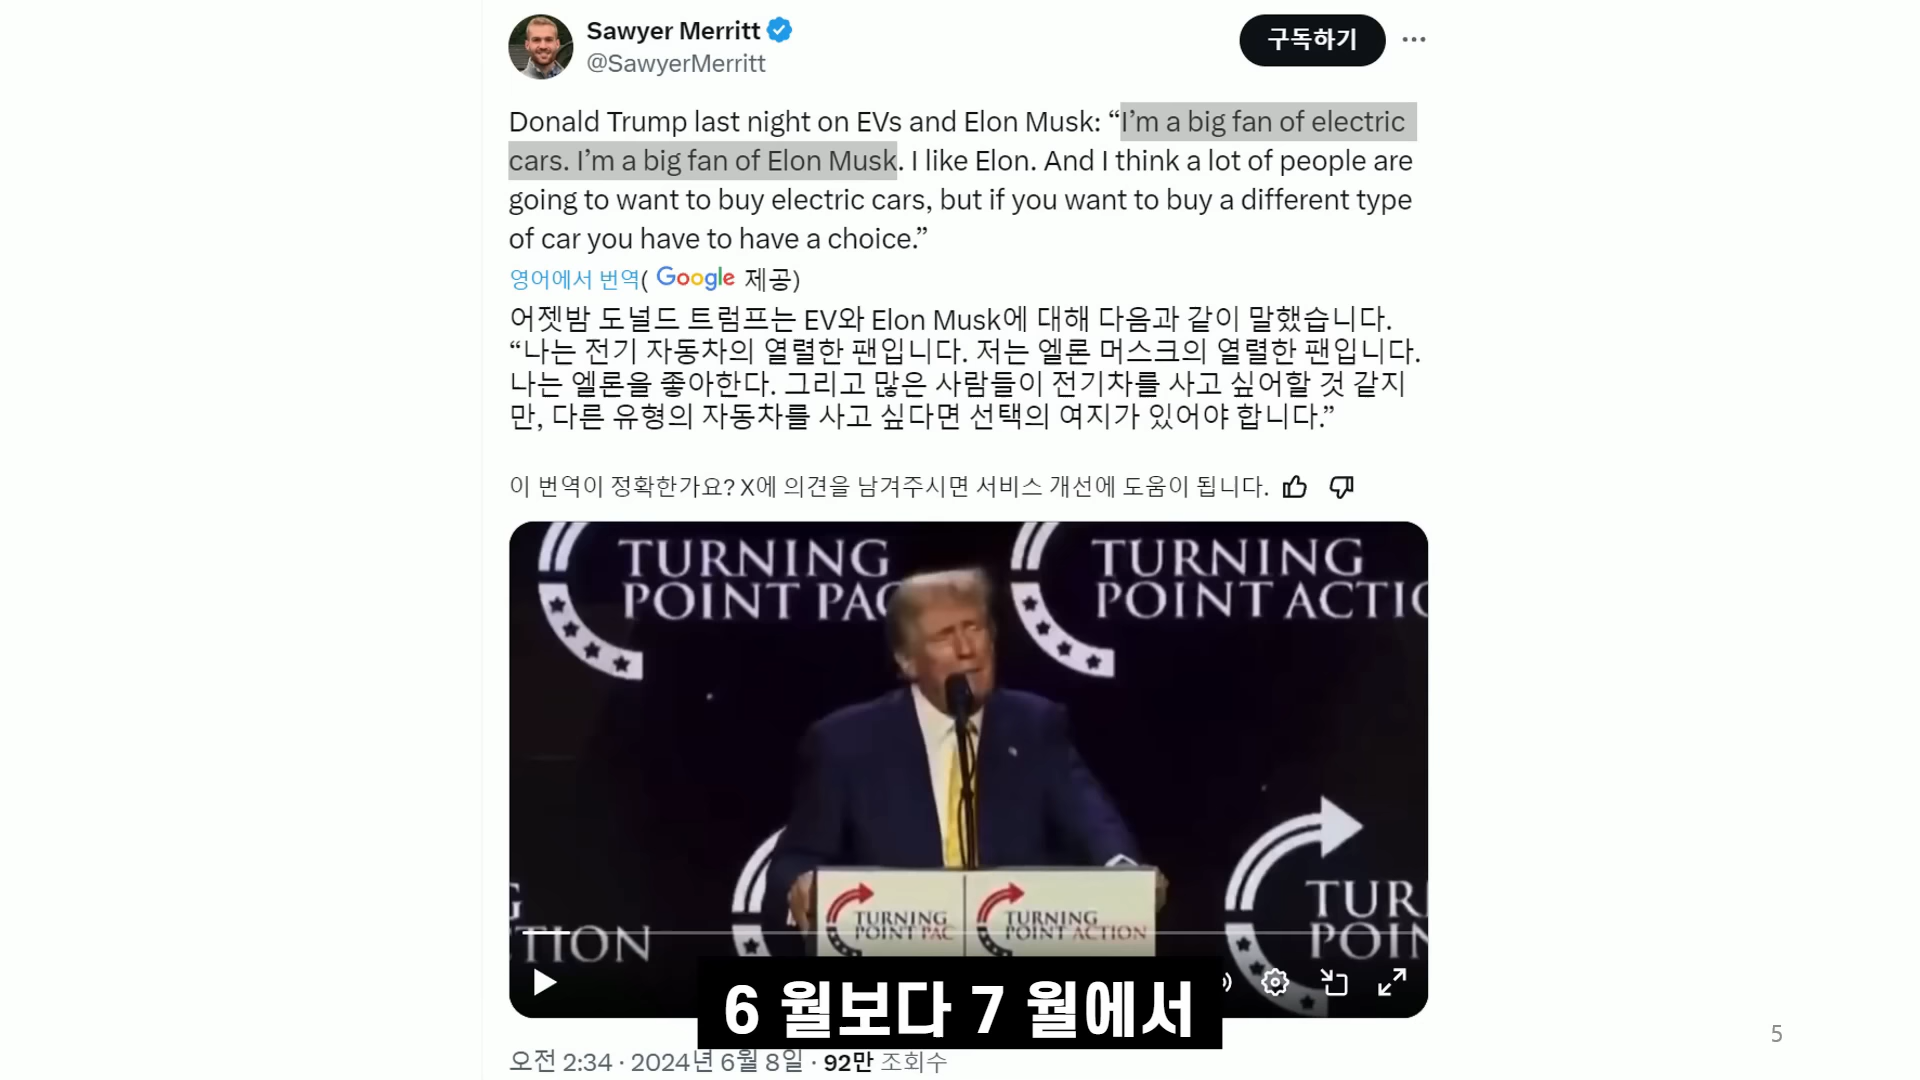 Sawyer Merritt
@SawyerMerritt
구독하기
Donald Trump last night on EVs and Elon Musk: “I’m a big fan of electric
cars. I’m a big fan of Elon Musk. I like Elon. And I think a lot of people are
going to want to buy electric cars, but if you want to buy a different type
of car you have to have a choice.”
영어에서 번역( Google 제공)
어젯밤 도널드 트럼프는 EV와 Elon Musk에 대해 다음과 같이 말했습니다.
“나는 전기 자동차의 열렬한 팬입니다. 저는 엘론 머스크의 열렬한 팬입니다.
나는 엘론을 좋아한다. 그리고 많은 사람들이 전기차를 사고 싶어할 것 같지
만, 다른 유형의 자동차를 사고 싶다면 선택의 여지가 있어야 합니다.”
이 번역이 정확한가요? X에 의견을 남겨주시면 서비스 개선에 도움이 됩니다.
TURNING
POINT PAC
TURNING
POINT ACTIO
TURNING
POINT PAC
TURNING
POINT ACTION
G
TION
TUR
POIN
6 월보다 7 월에서
오전 2:34 · 2024년 6월 8일 · 92만 조회수
5